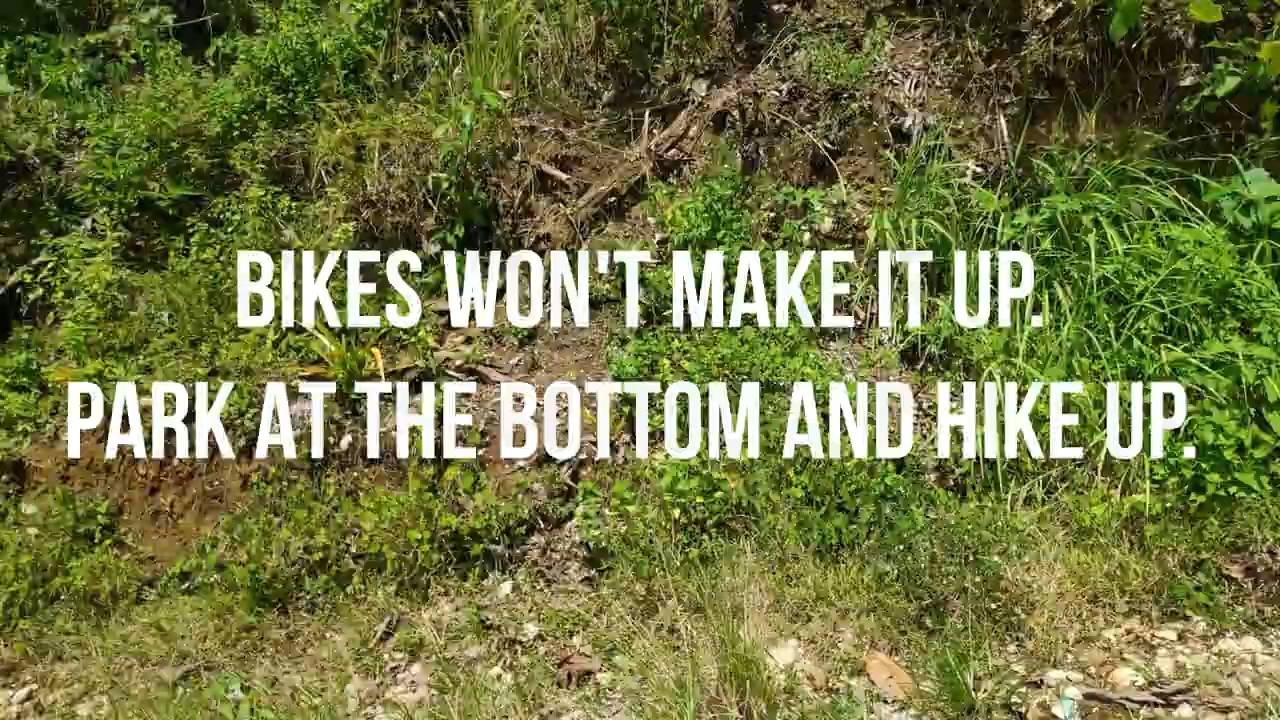 BIKES WON'T MAKE IT UP.
PARK AT THE BOTTOM AND HIKE UP.